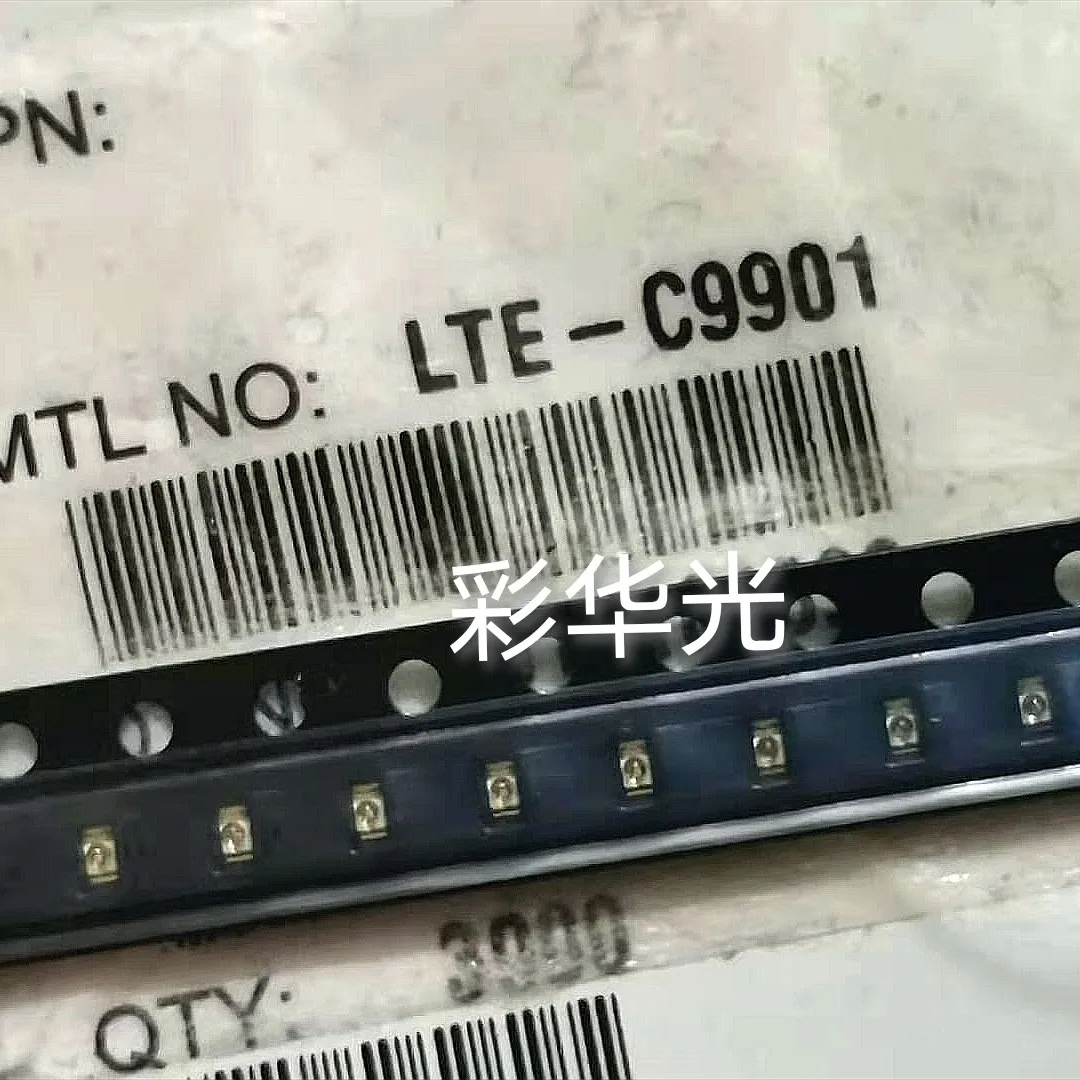 PN:
MTL NO: LTE-C9901
彩华光
QTY: 3000